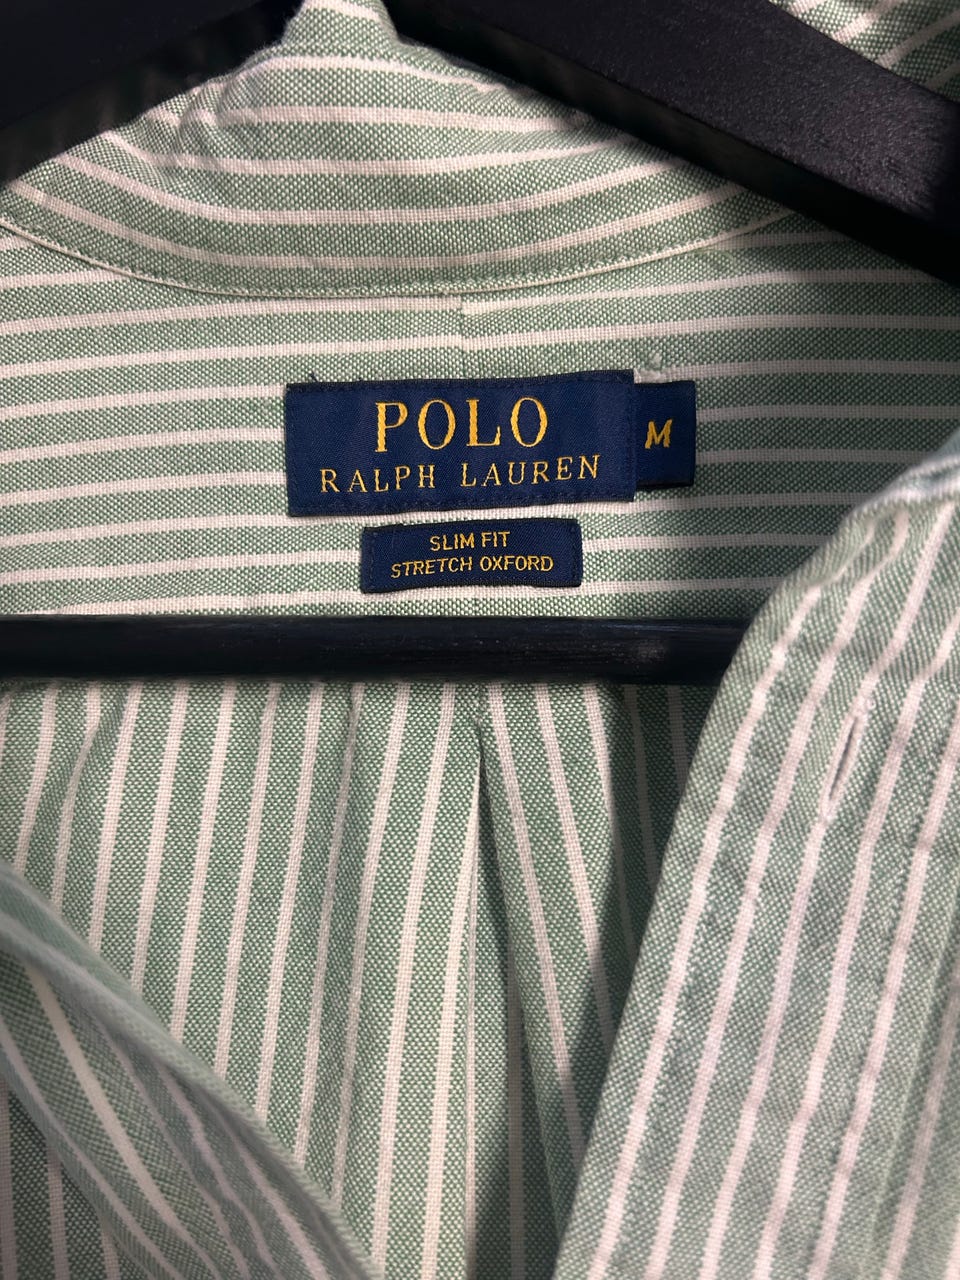 POLO
RALPH LAUREN
M
SLIM FIT
STRETCH OXFORD